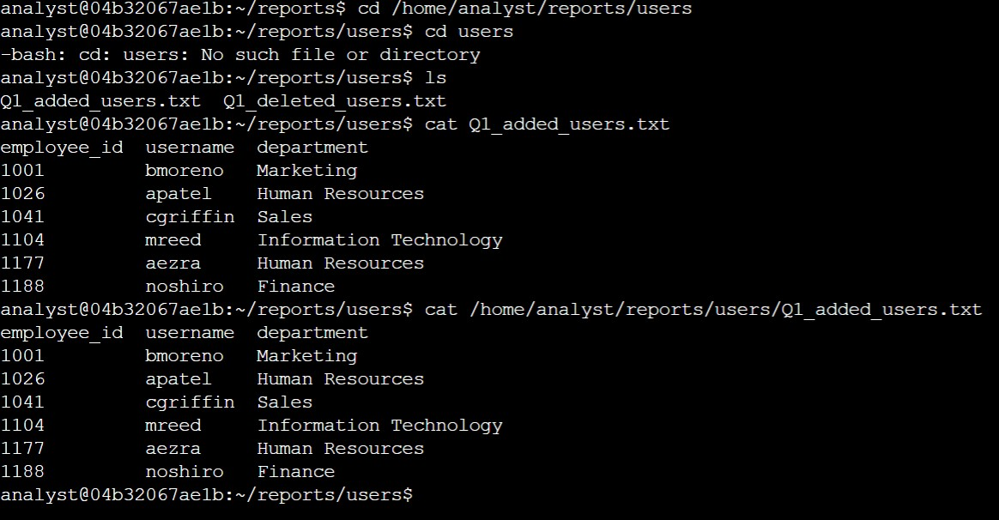 analyst@04b32067ae1b:~/reports$ cd /home/analyst/reports/users
analyst@04b32067ae1b:~/reports/users$ cd users
-bash: cd: users: No such file or directory
analyst@04b32067ae1b:~/reports/users$ ls
Q1_added_users.txt  Q1_deleted_users.txt
analyst@04b32067ae1b:~/reports/users$ cat Q1_added_users.txt
employee_id  username  department
1001         bmoreno   Marketing
1026         apatel    Human Resources
1041         cgriffin  Sales
1104         mreed     Information Technology
1177         aezra     Human Resources
1188         noshiro   Finance
analyst@04b32067ae1b:~/reports/users$ cat /home/analyst/reports/users/Q1_added_users.txt
employee_id  username  department
1001         bmoreno   Marketing
1026         apatel    Human Resources
1041         cgriffin  Sales
1104         mreed     Information Technology
1177         aezra     Human Resources
1188         noshiro   Finance
analyst@04b32067ae1b:~/reports/users$